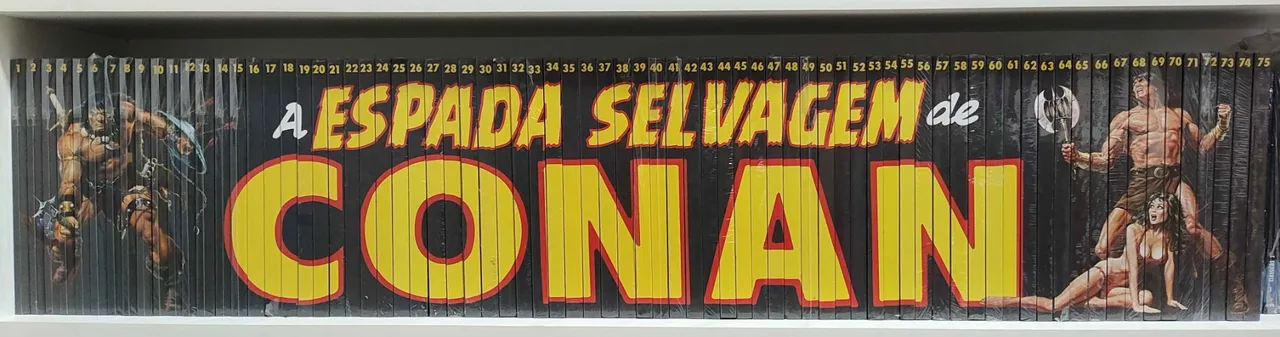 1 2 3 4 5 6 7 8 9 10 11 12 13 14 15 16 17 18 19 20 21 22 23 24 25 26 27 28 29 30 31 32 33 34 35 36 37 38 39 40 41 42 43 44 45 46 47 48 49 50 51 52 53 54 55 56 57 58 59 60 61 62 63 64 65 66 67 68 69 70 71 72 73 74 75
A ESPADA SELVAGEM de
CONAN